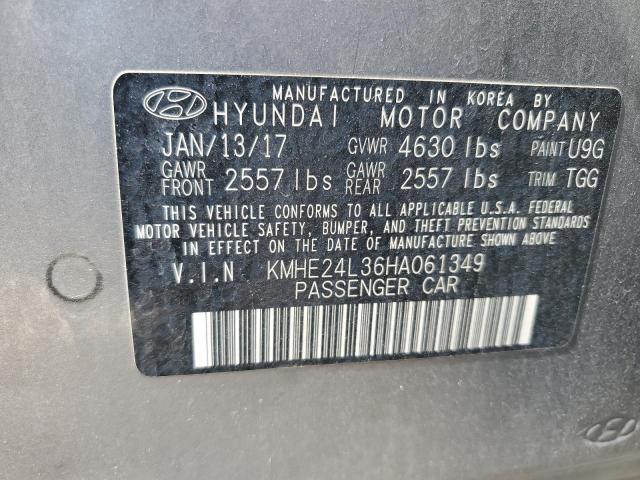 MANUFACTURED IN KOREA BY
HYUNDAI MOTOR COMPANY
JAN/13/17 GVWR 4630 lbs PAINT U9G
GAWR FRONT 2557 lbs GAWR REAR 2557 lbs TRIM TGG
THIS VEHICLE CONFORMS TO ALL APPLICABLE U.S.A. FEDERAL
MOTOR VEHICLE SAFETY, BUMPER, AND THEFT PREVENTION STANDARDS
IN EFFECT ON THE DATE OF MANUFACTURE SHOWN ABOVE.
V.I.N KMHE24L36HA061349
PASSENGER CAR